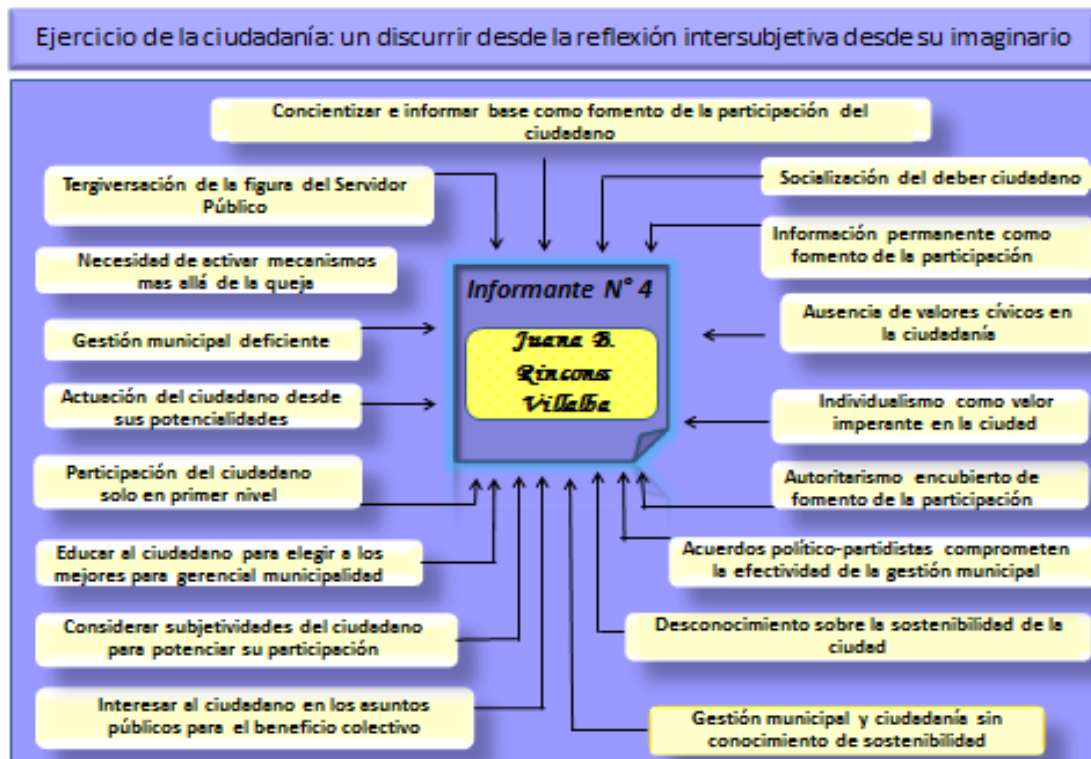 Ejercicio de la ciudadanía: un discurrir desde la reflexión intersubjetiva desde su imaginario
Concientizar e informar base como fomento de la participación del
ciudadano
Tergiversación de la figura del Servidor
Público
Necesidad de activar mecanismos
mas allá de la queja
Gestión municipal deficiente
Actuación del ciudadano desde
sus potencialidades
Participación del ciudadano
solo en primer nivel
Educar al ciudadano para elegir a los
mejores para gerencial municipalidad
Considerar subjetividades del ciudadano
para potenciar su participación
Interesar al ciudadano en los asuntos
públicos para el beneficio colectivo
Informante N° 4
Juana B.
Rincones
Villalba
Socialización del deber ciudadano
Información permanente como
fomento de la participación
Ausencia de valores cívicos en
la ciudadanía
Individualismo como valor
imperante en la ciudad
Autoritarismo encubierto de
fomento de la participación
Acuerdos político-partidistas comprometen
la efectividad de la gestión municipal
Desconocimiento sobre la sostenibilidad de la
ciudad
Gestión municipal y ciudadanía sin
conocimiento de sostenibilidad